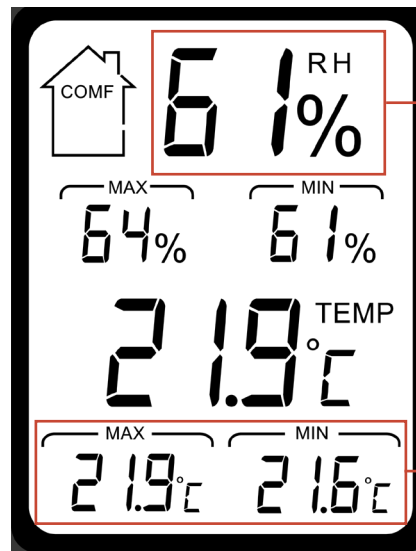 COMF
61% RH
MAX MIN
64% 61%
21.9°C TEMP
MAX MIN
21.9°C 21.6°C